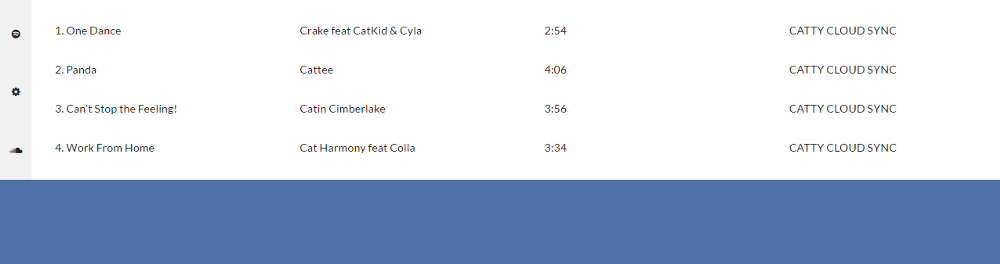 1. One Dance Crake feat CatKid & Cyla 2:54 CATTY CLOUD SYNC
2. Panda Cattee 4:06 CATTY CLOUD SYNC
3. Can't Stop the Feeling! Catin Cimberlake 3:56 CATTY CLOUD SYNC
4. Work From Home Cat Harmony feat Colla 3:34 CATTY CLOUD SYNC